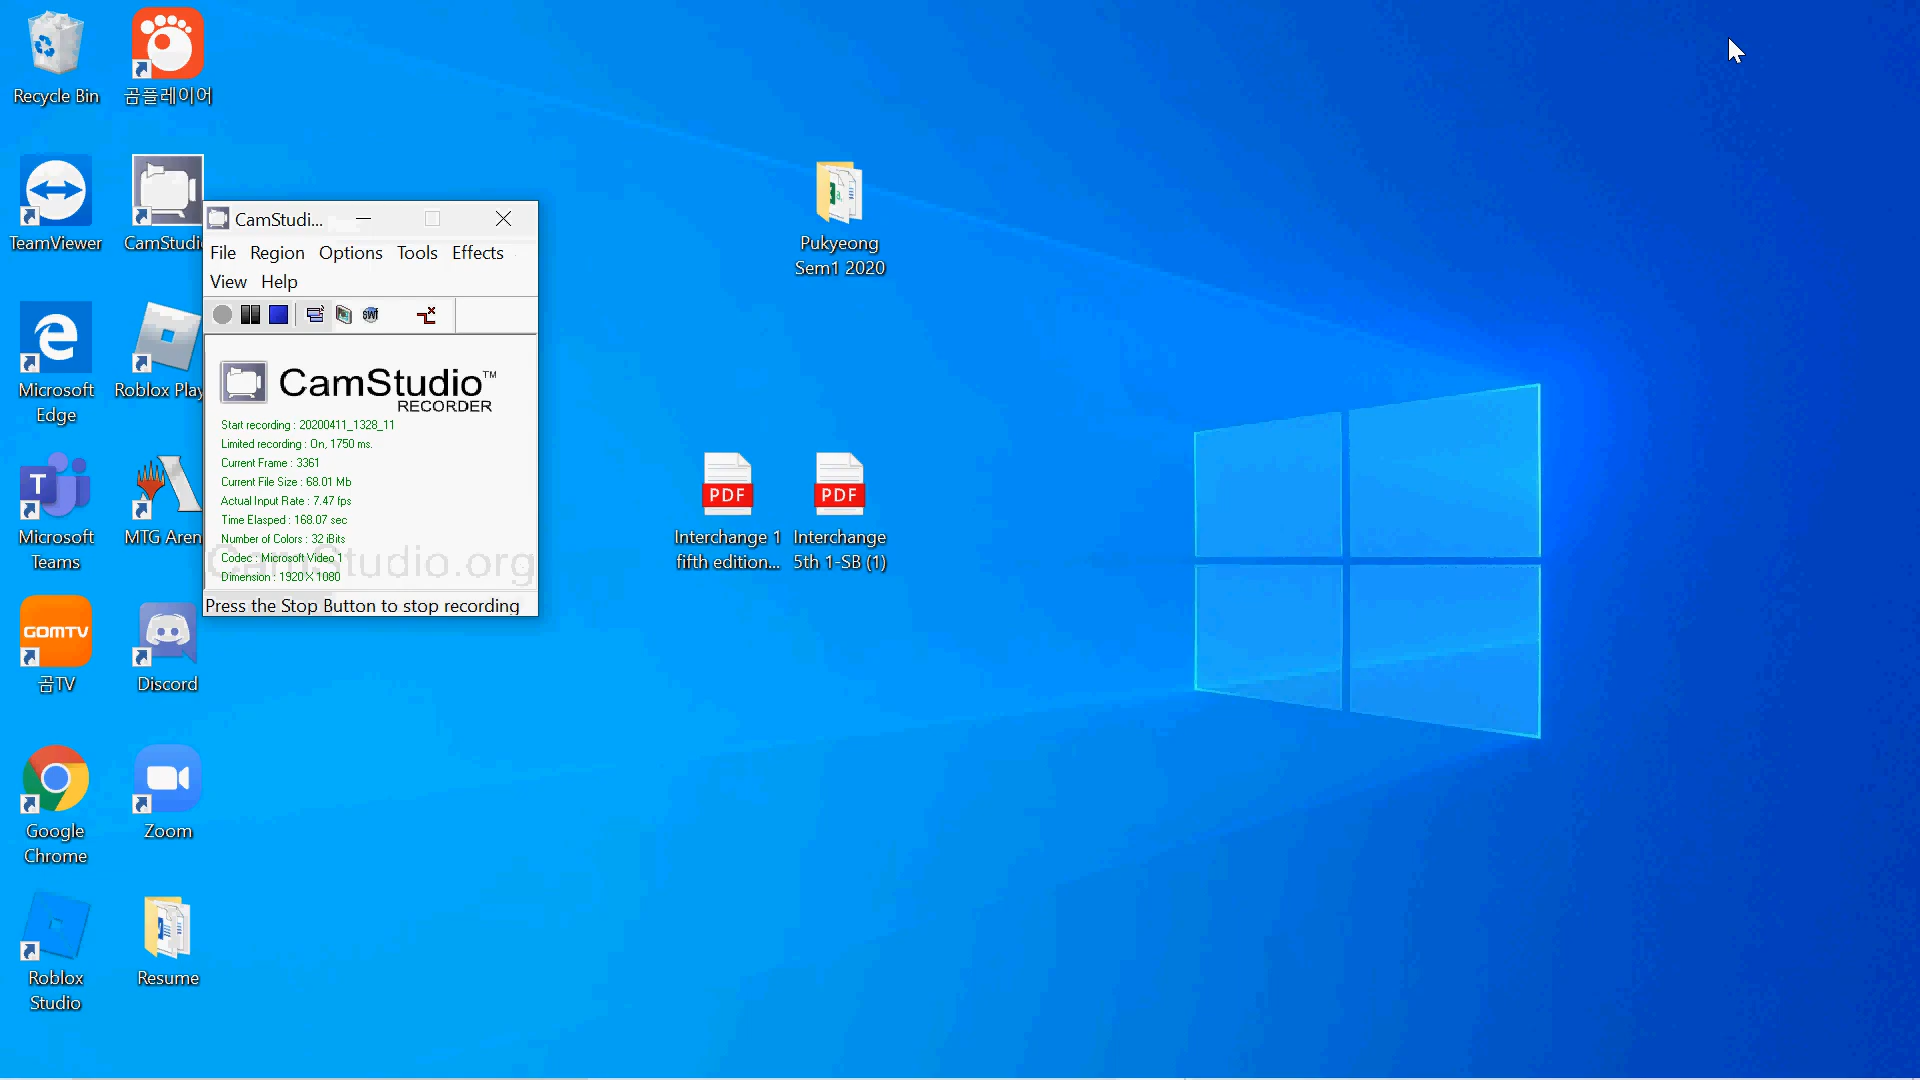 Recycle Bin
곰플레이어
TeamViewer
CamStudi
Microsoft
Edge
Roblox Play
T
Microsoft
Teams
MTG Aren
GOMTV
곰TV
Discord
Google
Chrome
Zoom
Roblox
Studio
Resume
CamStudi...
File Region Options Tools Effects
View Help
SWf
CamStudio™
RECORDER
Start recording : 20200411_1328_11
Limited recording : On, 1750 ms.
Current Frame : 3361
Current File Size : 68.01 Mb
Actual Input Rate : 7.47 fps
Time Elasped : 168.07 sec
Number of Colors : 32 iBits
Codec : Microsoft Video 1
Dimension : 1920 X 1080
CamStudio.org
Press the Stop Button to stop recording
Pukyeong
Sem1 2020
PDF
Interchange 1
fifth edition...
PDF
Interchange
5th 1-SB (1)